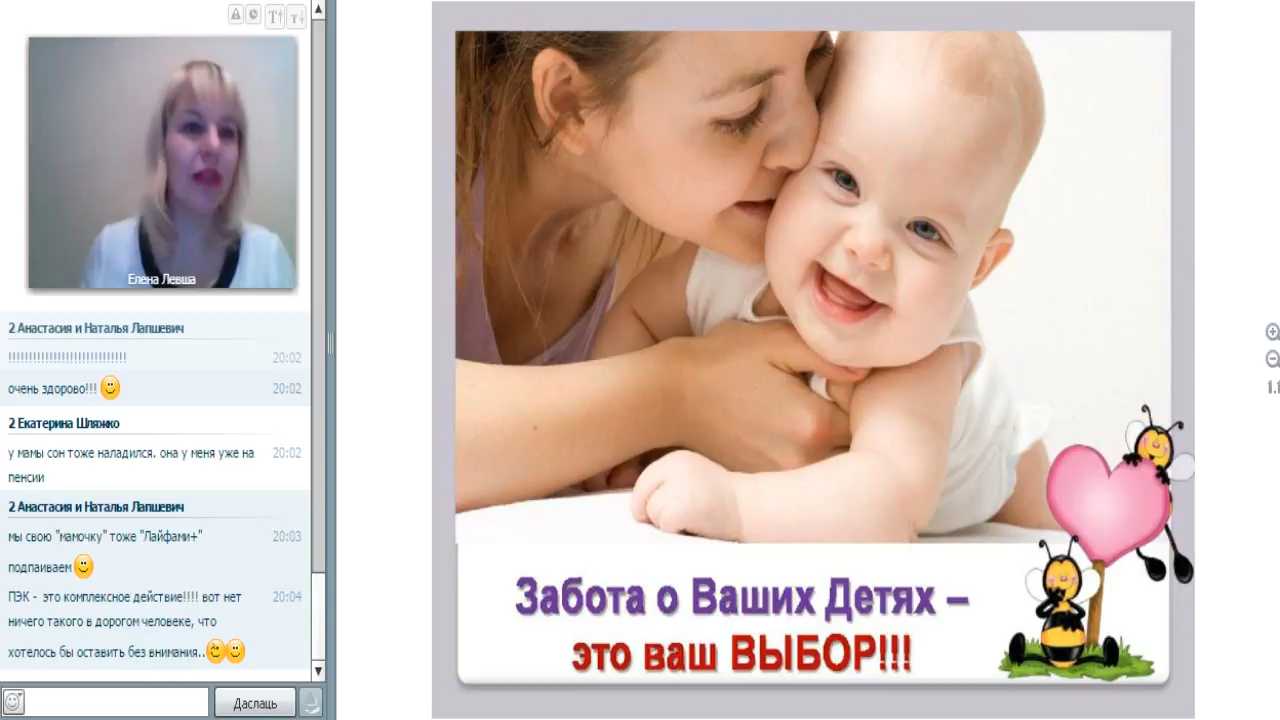 Елена Левша
2 Анастасия и Наталья Лапшевич
!!!!!!!!!!!!!!!!!!!!!!!!!!!!! 20:02
очень здорово!!! 20:02
2 Екатерина Шляжко
у мамы сон тоже наладился. она у меня уже на 20:02
пенсии
2 Анастасия и Наталья Лапшевич
мы свою "мамочку" тоже "Лайфами+" 20:03
подпаиваем
ПЭК - это комплексное действие!!!! вот нет 20:04
ничего такого в дорогом человеке, что
хотелось бы оставить без внимания..
Даслаць
Забота о Ваших Детях –
это ваш ВЫБОР!!!